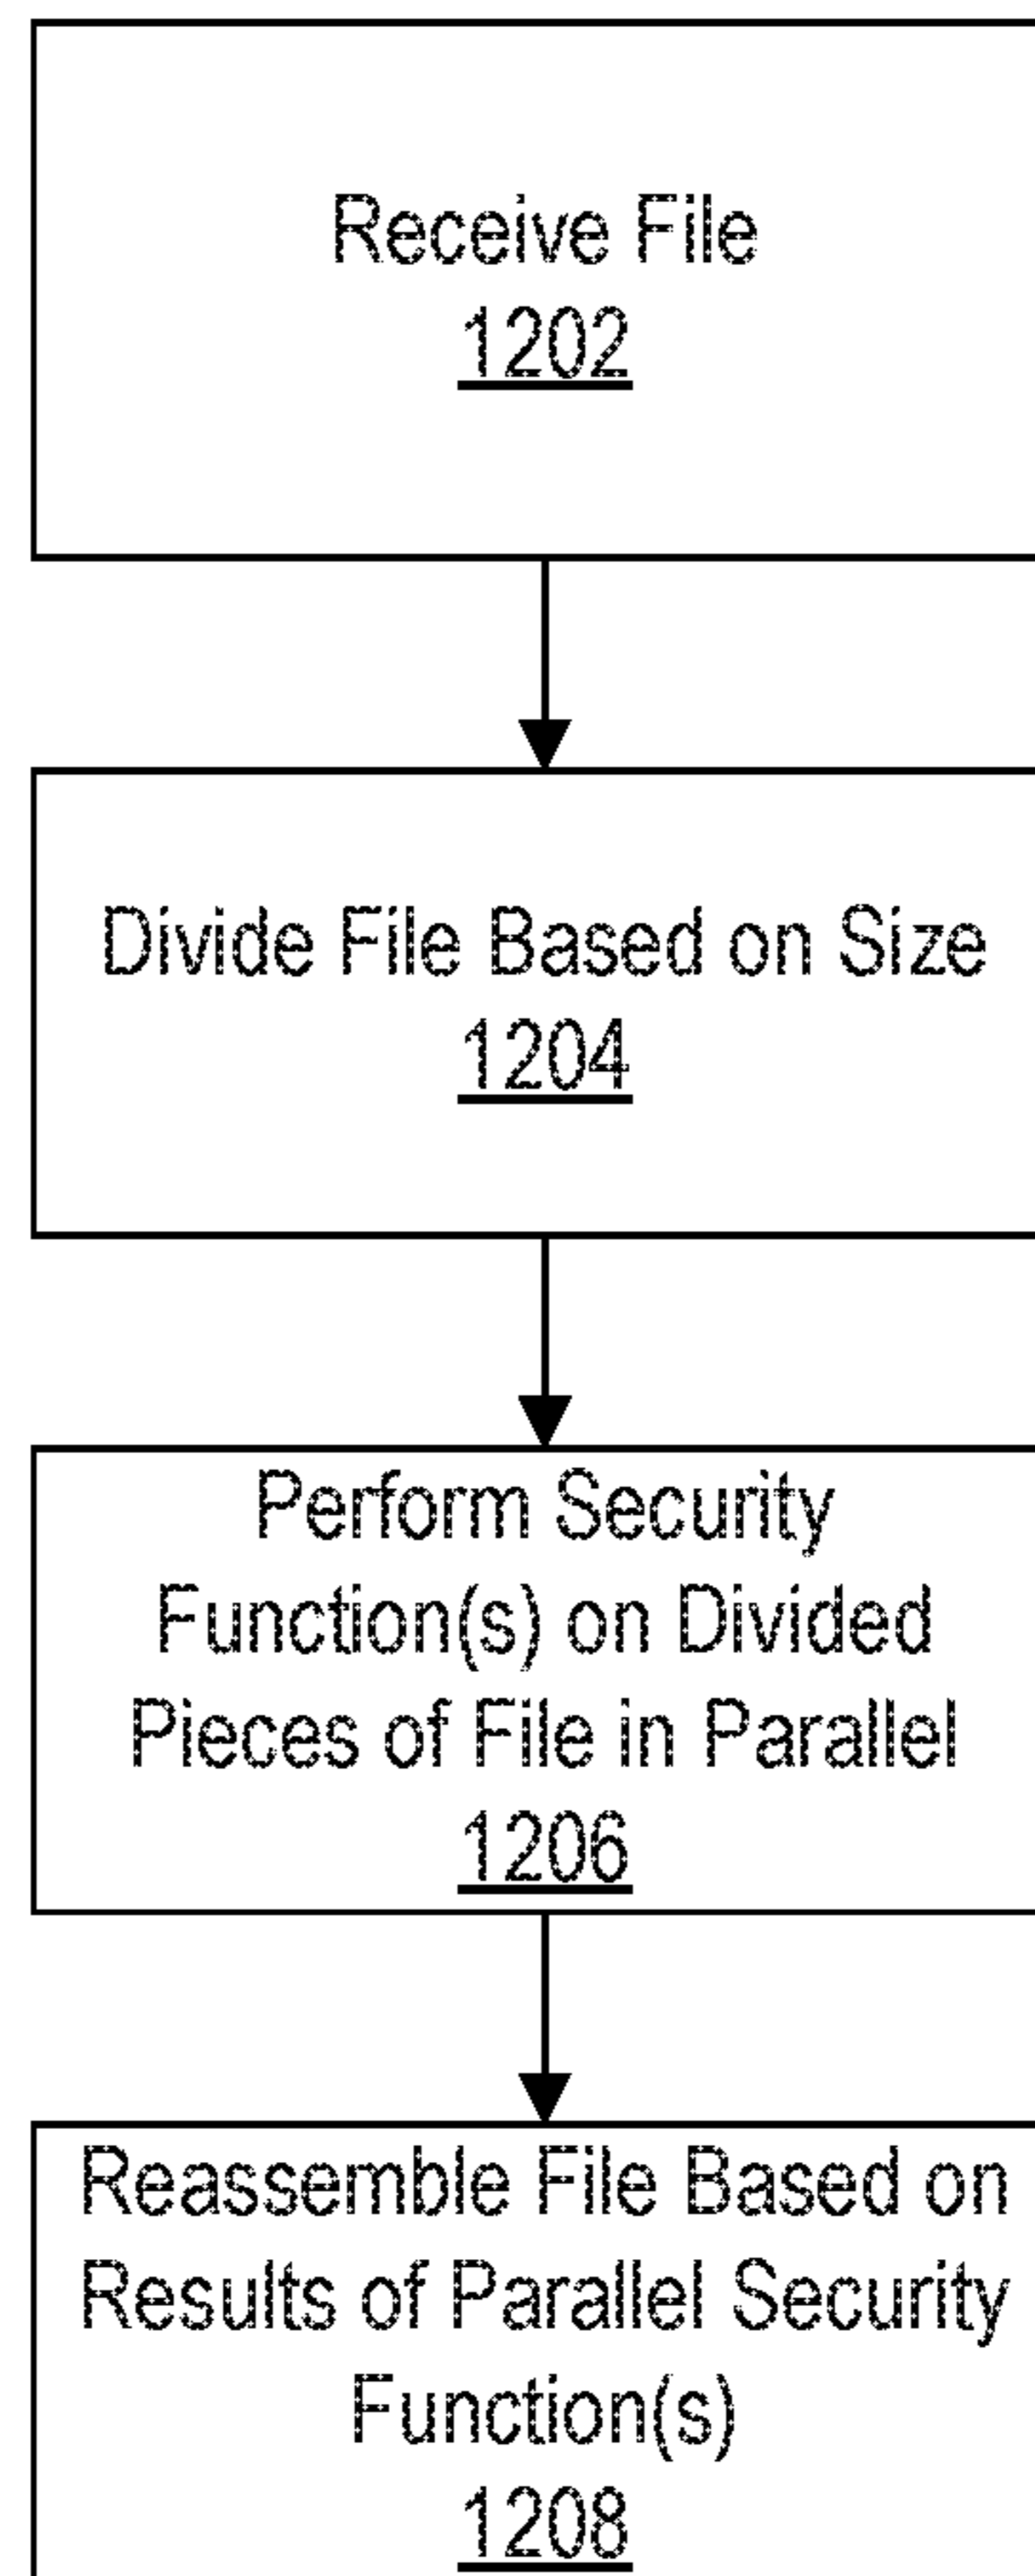 Receive File
1202
Divide File Based on Size
1204
Perform Security
Function(s) on Divided
Pieces of File in Parallel
1206
Reassemble File Based on
Results of Parallel Security
Function(s)
1208